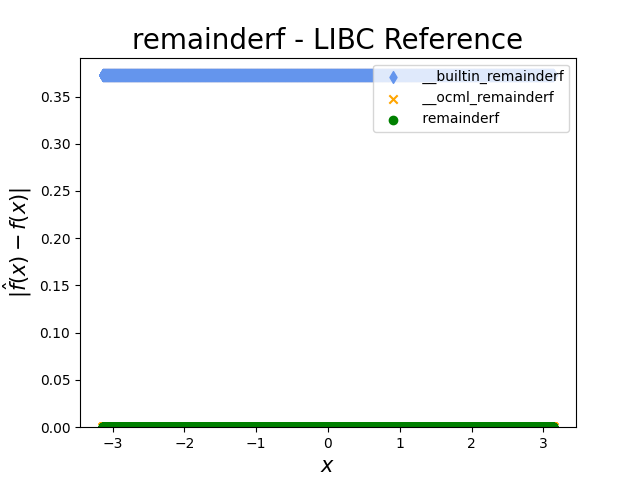 remainderf - LIBC Reference
__builtin_remainderf
__ocml_remainderf
remainderf
|f̂(x) − f(x)|
0.35
0.30
0.25
0.20
0.15
0.10
0.05
0.00
−3 −2 −1 0 1 2 3
x